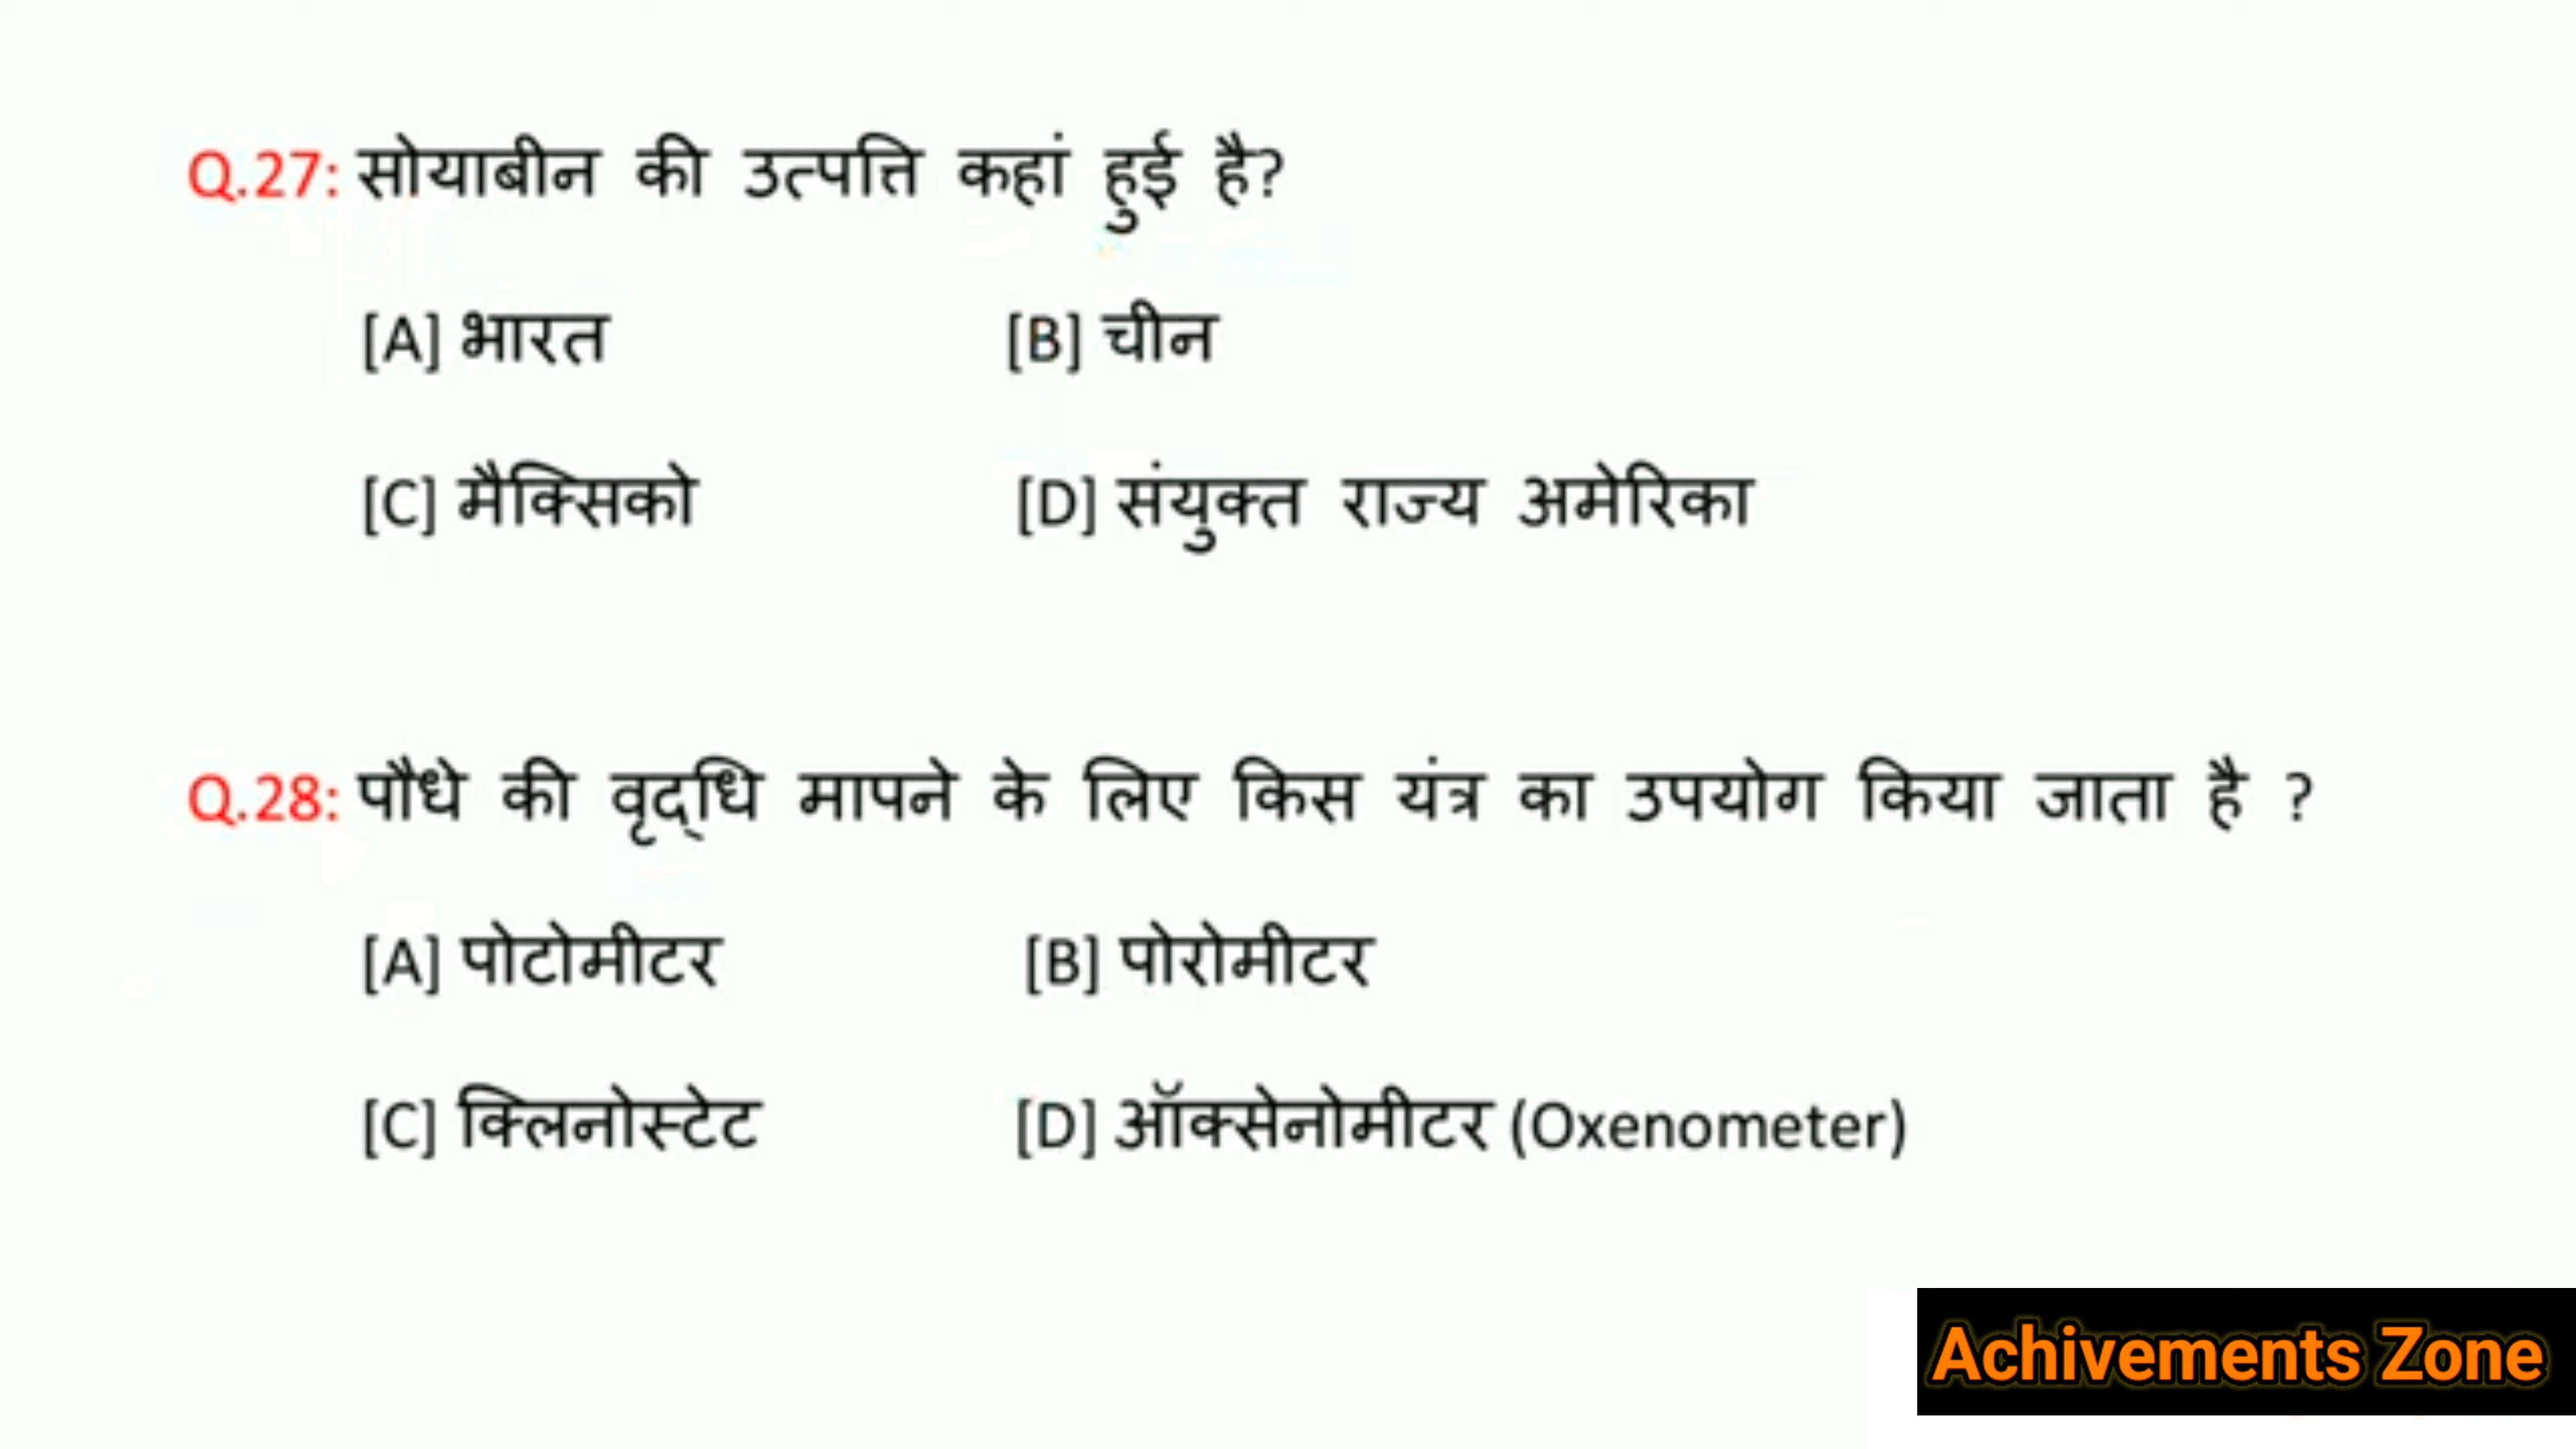 Q.27: सोयाबीन की उत्पत्ति कहां हुई है?
[A] भारत [B] चीन
[C] मैक्सिको [D] संयुक्त राज्य अमेरिका
Q.28: पौधे की वृद्‌धि मापने के लिए किस यंत्र का उपयोग किया जाता है ?
[A] पोटोमीटर [B] पोरोमीटर
[C] क्लिनोस्टेट [D] ऑक्सेनोमीटर (Oxenometer)
Achivements Zone